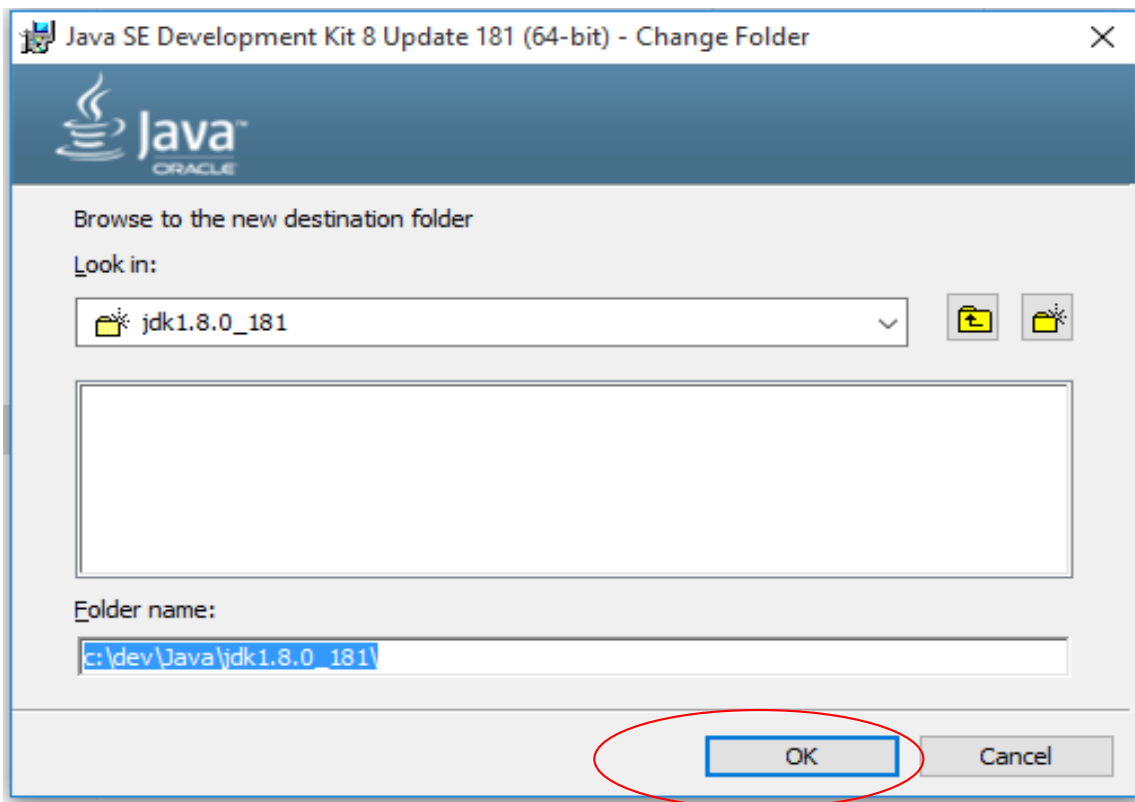 Java SE Development Kit 8 Update 181 (64-bit) - Change Folder
Java™
ORACLE
Browse to the new destination folder
Look in:
jdk1.8.0_181
Folder name:
c:\dev\Java\jdk1.8.0_181\
OK Cancel